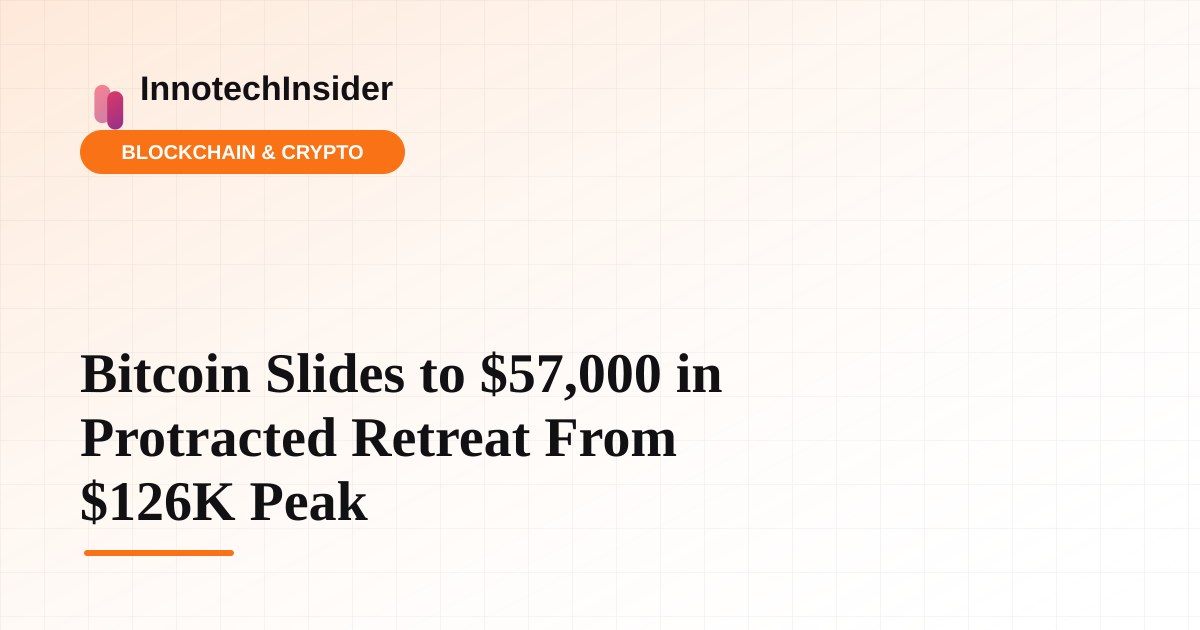 InnotechInsider
BLOCKCHAIN & CRYPTO
Bitcoin Slides to $57,000 in
Protracted Retreat From
$126K Peak